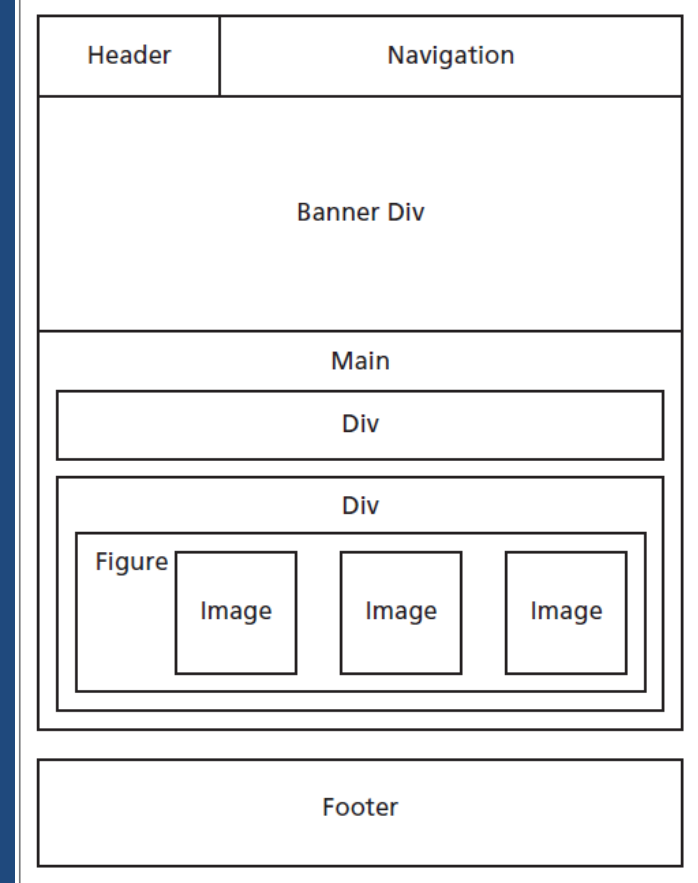 Header
Navigation
Banner Div
Main
Div
Div
Figure
Image
Image
Image
Footer